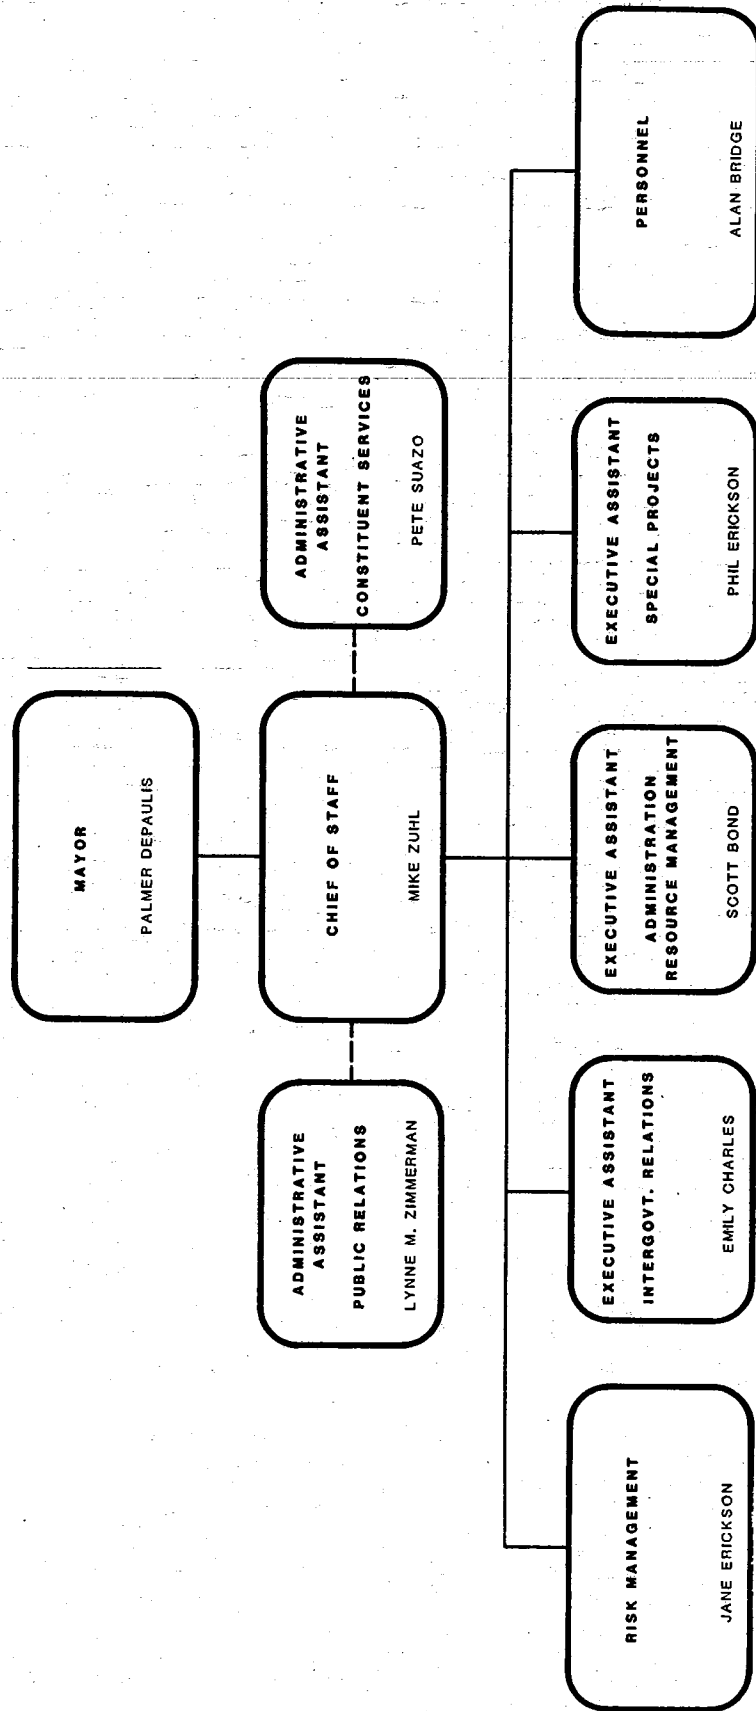 MAYOR
PALMER DEPAULIS
ADMINISTRATIVE
ASSISTANT
PUBLIC RELATIONS
LYNNE M. ZIMMERMAN
CHIEF OF STAFF
MIKE ZUHL
ADMINISTRATIVE
ASSISTANT
CONSTITUENT SERVICES
PETE SUAZO
RISK MANAGEMENT
JANE ERICKSON
EXECUTIVE ASSISTANT
INTERGOVT. RELATIONS
EMILY CHARLES
EXECUTIVE ASSISTANT
ADMINISTRATION
RESOURCE MANAGEMENT
SCOTT BOND
EXECUTIVE ASSISTANT
SPECIAL PROJECTS
PHIL ERICKSON
PERSONNEL
ALAN BRIDGE